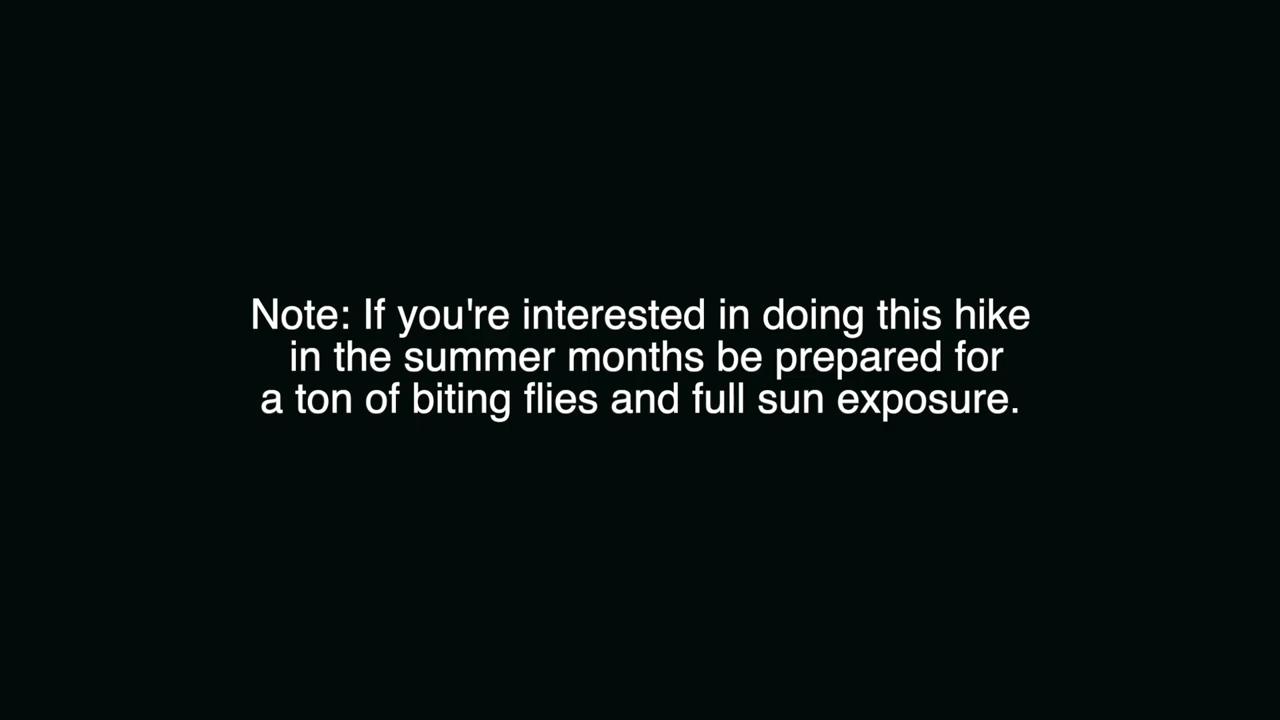 Note: If you're interested in doing this hike
in the summer months be prepared for
a ton of biting flies and full sun exposure.